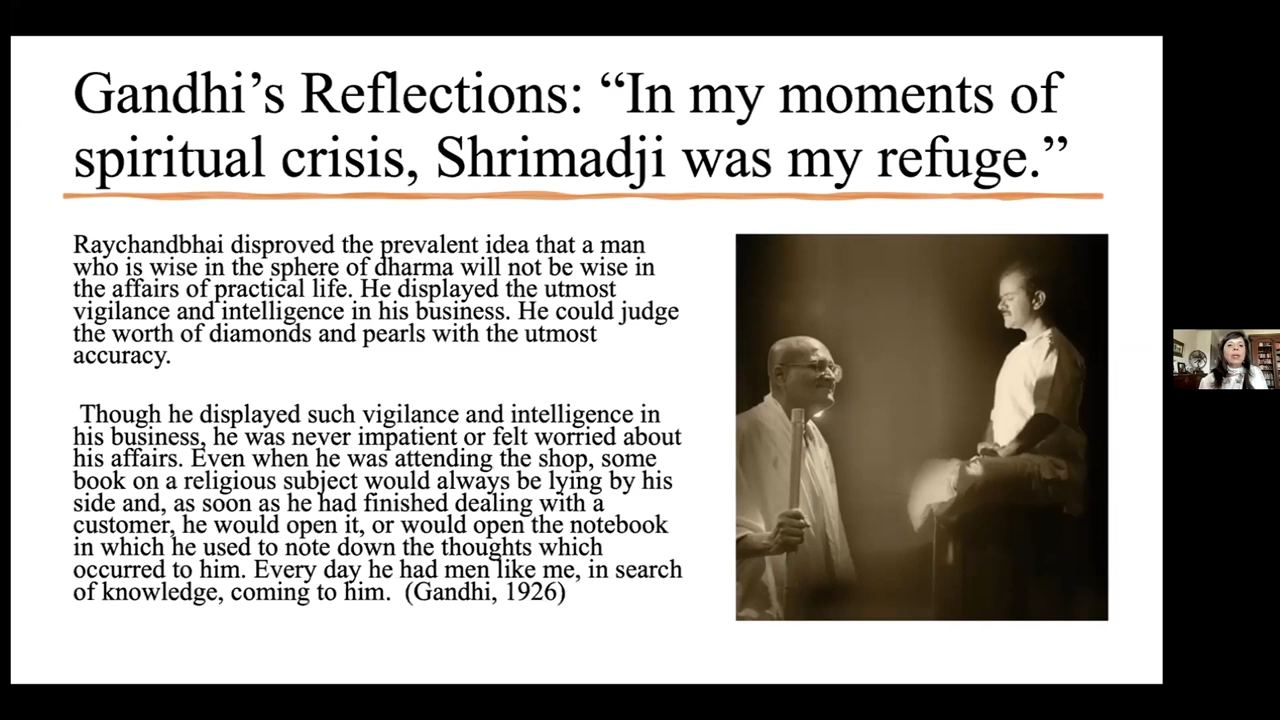 Gandhi's Reflections: “In my moments of
spiritual crisis, Shrimadji was my refuge.”
Raychandbhai disproved the prevalent idea that a man
who is wise in the sphere of dharma will not be wise in
the affairs of practical life. He displayed the utmost
vigilance and intelligence in his business. He could judge
the worth of diamonds and pearls with the utmost
accuracy.
Though he displayed such vigilance and intelligence in
his business, he was never impatient or felt worried about
his affairs. Even when he was attending the shop, some
book on a religious subject would always be lying by his
side and, as soon as he had finished dealing with a
customer, he would open it, or would open the notebook
in which he used to note down the thoughts which
occurred to him. Every day he had men like me, in search
of knowledge, coming to him. (Gandhi, 1926)